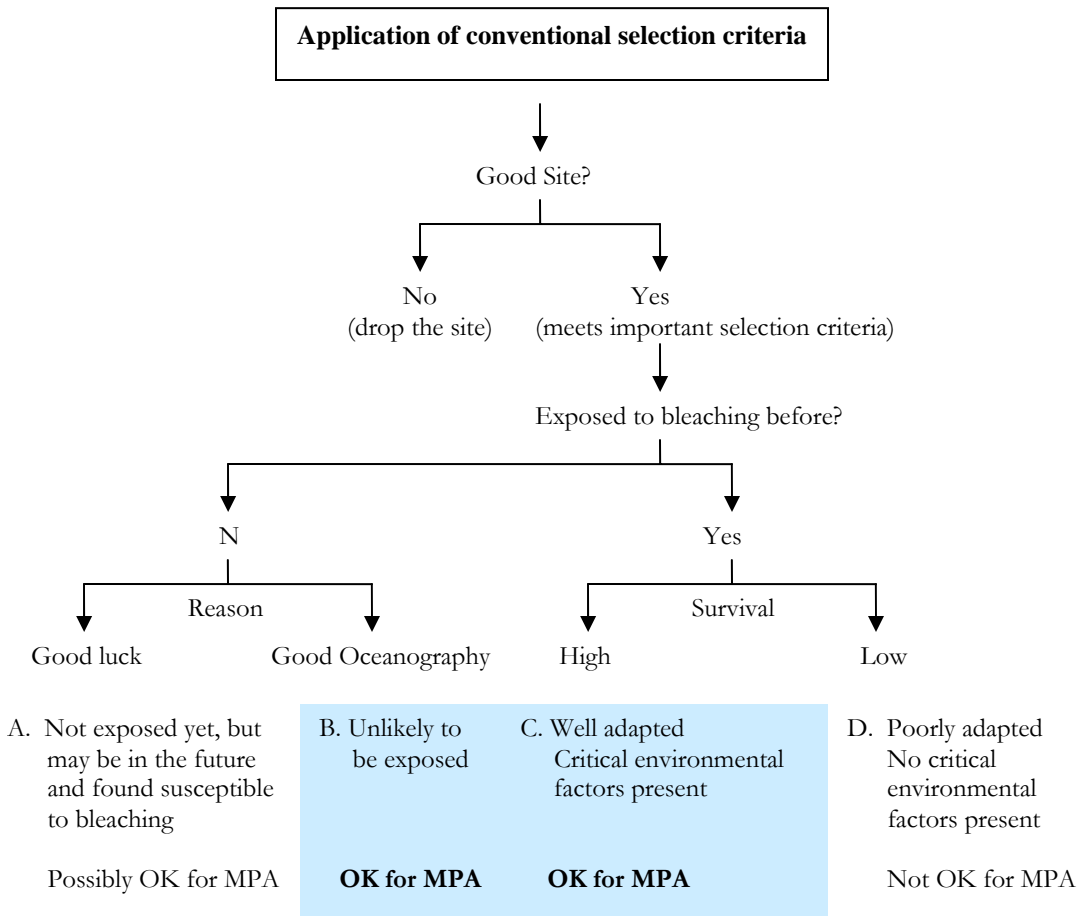 Application of conventional selection criteria
Good Site?
No
(drop the site)
Yes
(meets important selection criteria)
Exposed to bleaching before?
N
Yes
Reason
Survival
Good luck
Good Oceanography
High
Low
A. Not exposed yet, but
may be in the future
and found susceptible
to bleaching
Possibly OK for MPA
B. Unlikely to
be exposed
OK for MPA
C. Well adapted
Critical environmental
factors present
OK for MPA
D. Poorly adapted
No critical
environmental
factors present
Not OK for MPA